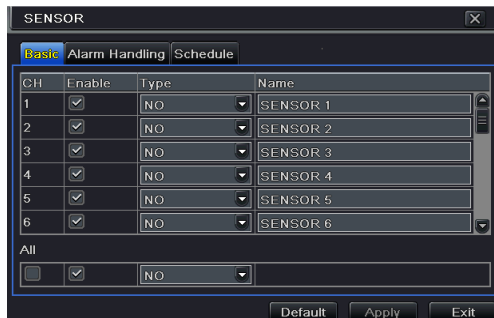 SENSOR
Basic Alarm Handling Schedule
CH Enable Type Name
1 NO SENSOR 1
2 NO SENSOR 2
3 NO SENSOR 3
4 NO SENSOR 4
5 NO SENSOR 5
6 NO SENSOR 6
All
NO
Default Apply Exit